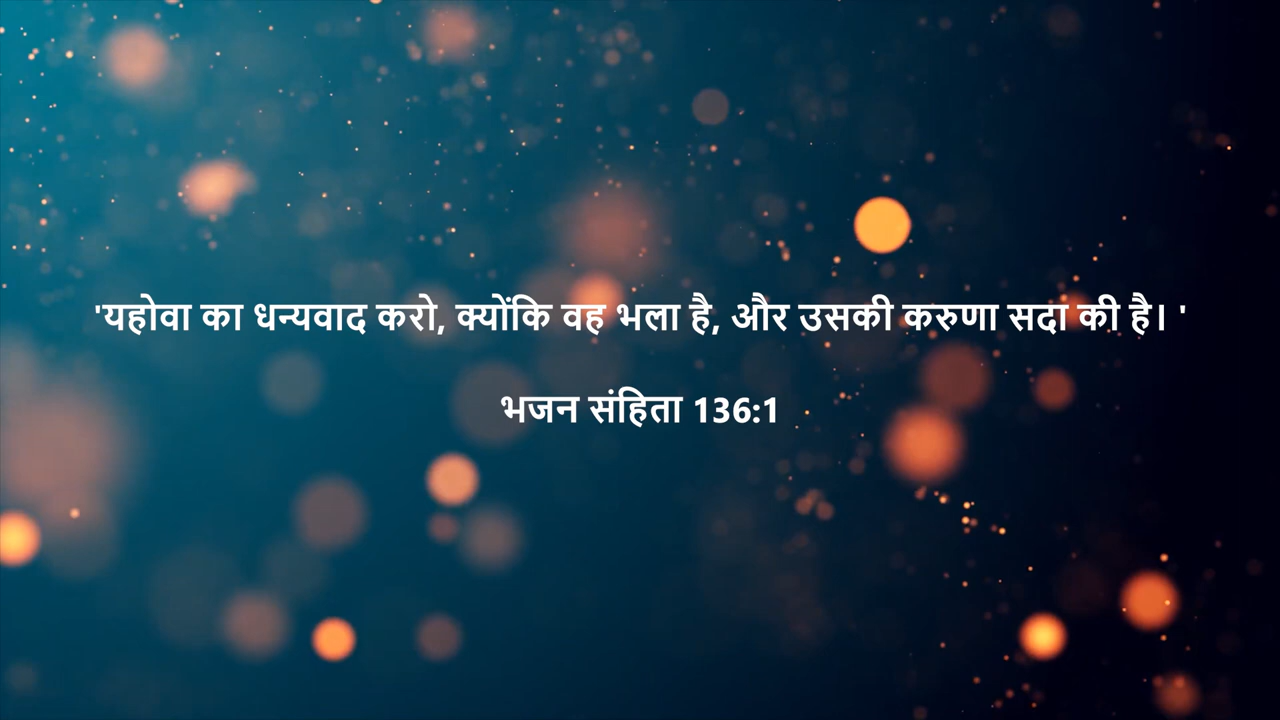 'यहोवा का धन्यवाद करो, क्योंकि वह भला है, और उसकी करुणा सदा की है। '
भजन संहिता 136:1